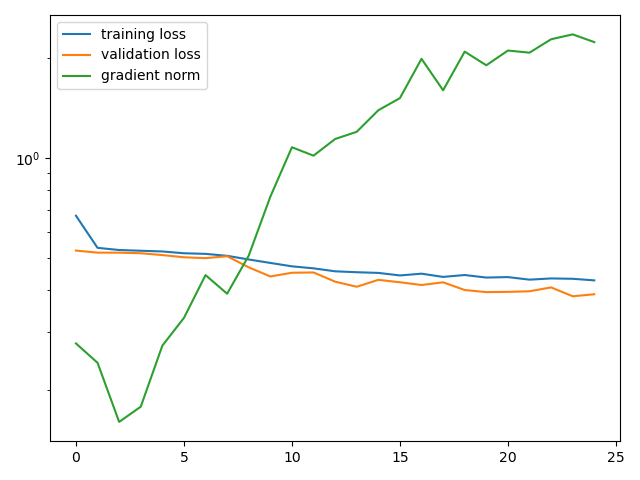 training loss
validation loss
gradient norm
10⁰
0 5 10 15 20 25